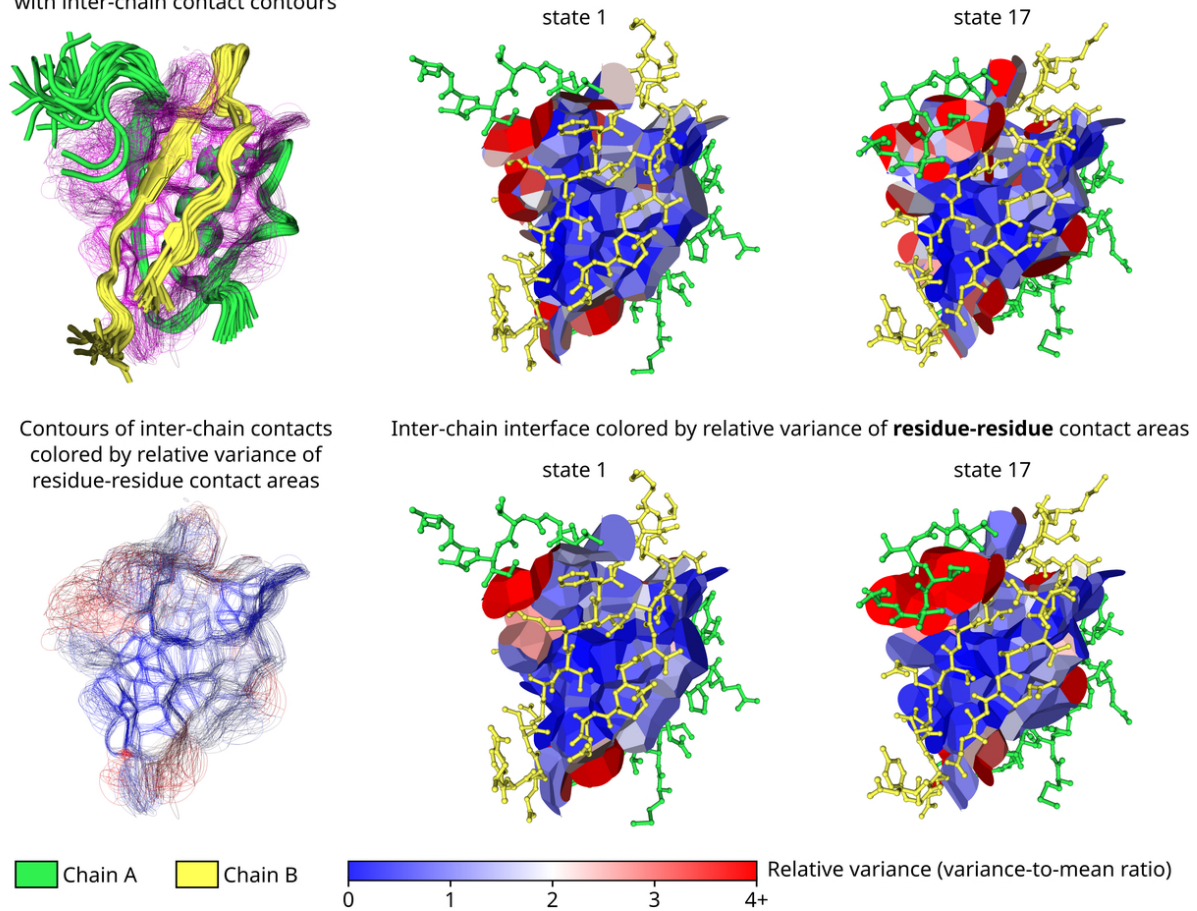 with inter-chain contact contours
state 1
state 17
Contours of inter-chain contacts
colored by relative variance of
residue-residue contact areas
Inter-chain interface colored by relative variance of residue-residue contact areas
state 1
state 17
Chain A
Chain B
Relative variance (variance-to-mean ratio)
0 1 2 3 4+